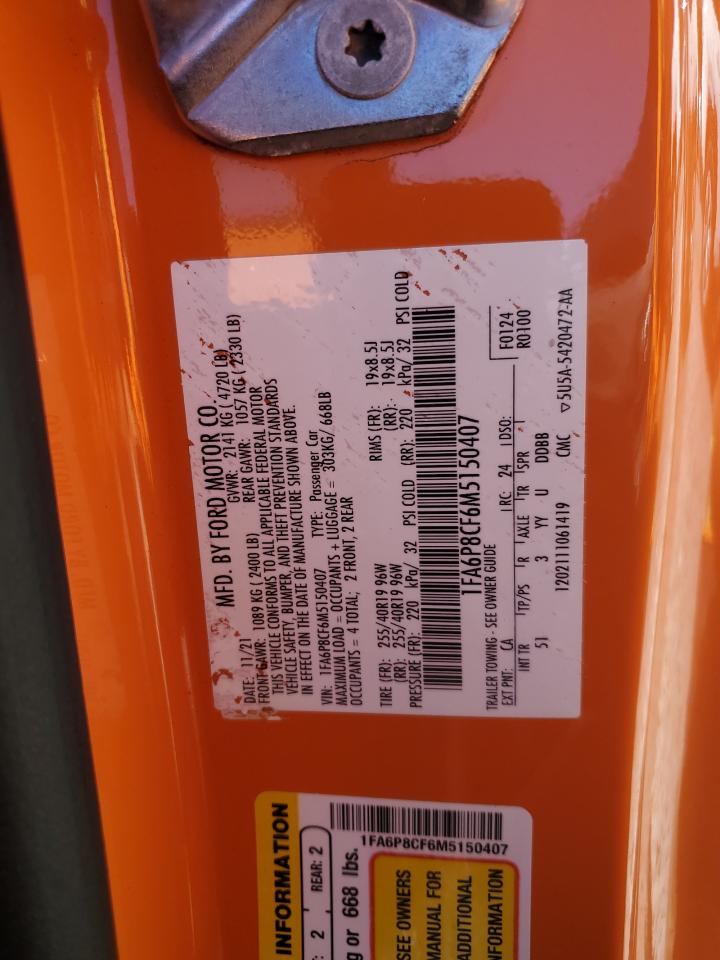 MFD. BY FORD MOTOR CO.
DATE: 11/21 GVWR: 2141 KG ( 4720 LB)
FRONT GAWR: 1089 KG ( 2400 LB) REAR GAWR: 1057 KG ( 2330 LB)
THIS VEHICLE CONFORMS TO ALL APPLICABLE FEDERAL MOTOR
VEHICLE SAFETY, BUMPER, AND THEFT PREVENTION STANDARDS
IN EFFECT ON THE DATE OF MANUFACTURE SHOWN ABOVE.
VIN: 1FA6P8CF6M5150407 TYPE: Passenger Car
MAXIMUM LOAD = OCCUPANTS + LUGGAGE = 303KG/ 668LB
OCCUPANTS = 4 TOTAL; 2 FRONT, 2 REAR
TIRE (FR): 255/40R19 96W RIMS (FR): 19x8.5J
(RR): 255/40R19 96W (RR): 19x8.5J
PRESSURE (FR): 220 kPa/ 32 PSI COLD (RR): 220 kPa/ 32 PSI COLD
1FA6P8CF6M5150407
TRAILER TOWING - SEE OWNER GUIDE F0124
EXT PNT: CA RC: 24 DSO: R0100
INT TR TP/PS R AXLE TR SPR
51 3 YY U DDBB
1202111061419 CMC ▽5U5A-5420472-AA
INFORMATION
2 REAR: 2
or 668 lbs.
1FA6P8CF6M5150407
SEE OWNERS
MANUAL FOR
ADDITIONAL
INFORMATION